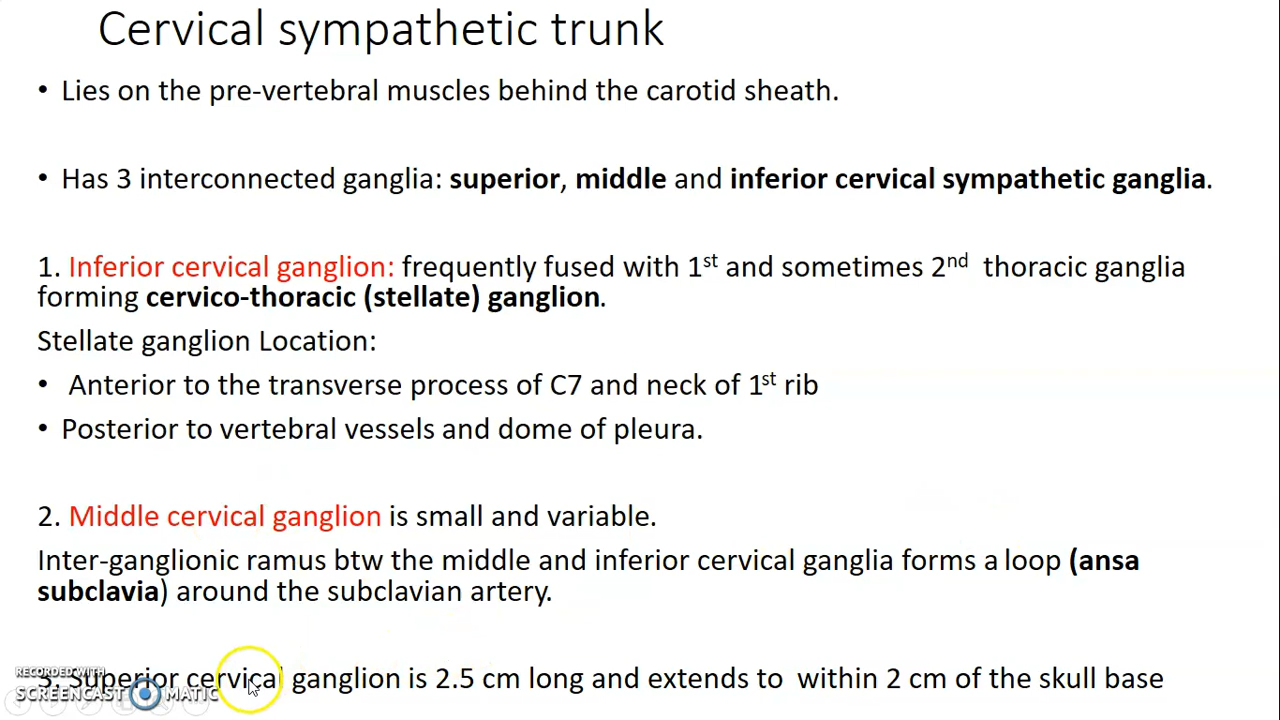 Cervical sympathetic trunk
• Lies on the pre-vertebral muscles behind the carotid sheath.
• Has 3 interconnected ganglia: superior, middle and inferior cervical sympathetic ganglia.
1. Inferior cervical ganglion: frequently fused with 1st and sometimes 2nd thoracic ganglia
forming cervico-thoracic (stellate) ganglion.
Stellate ganglion Location:
• Anterior to the transverse process of C7 and neck of 1st rib
• Posterior to vertebral vessels and dome of pleura.
2. Middle cervical ganglion is small and variable.
Inter-ganglionic ramus btw the middle and inferior cervical ganglia forms a loop (ansa
subclavia) around the subclavian artery.
3. Superior cervical ganglion is 2.5 cm long and extends to within 2 cm of the skull base
RECORDED WITH
SCREENCAST MATIC